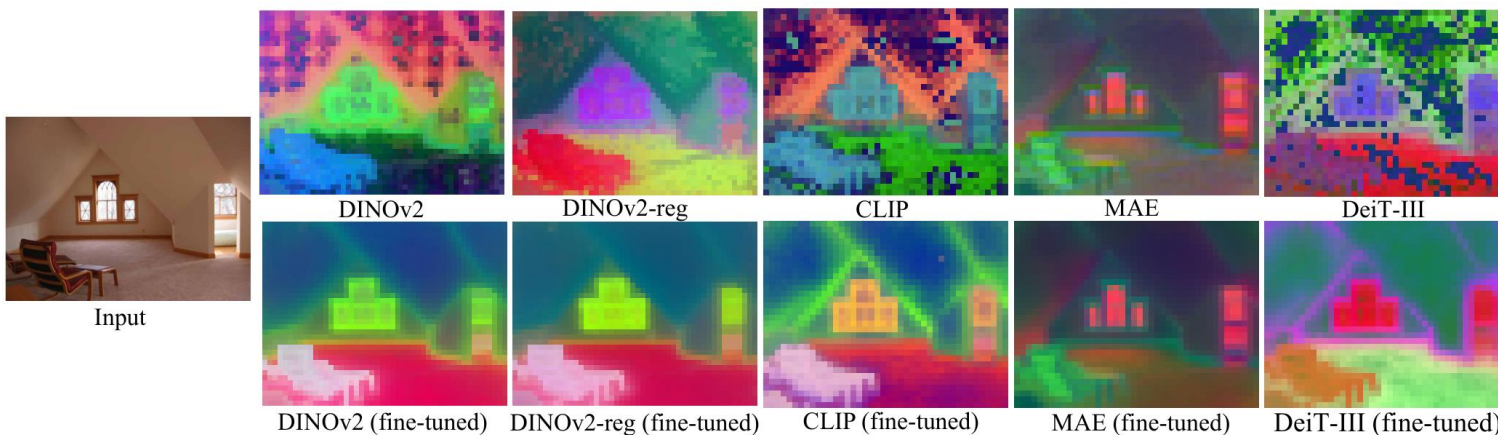 DINOv2
DINOv2-reg
CLIP
MAE
DeiT-III
Input
DINOv2 (fine-tuned)
DINOv2-reg (fine-tuned)
CLIP (fine-tuned)
MAE (fine-tuned)
DeiT-III (fine-tuned)